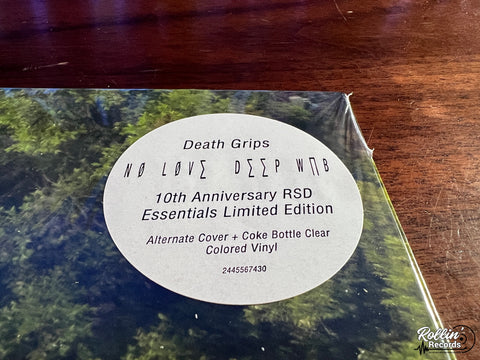 Death Grips
NØ LØVΣ DΣΣP WΠB
10th Anniversary RSD
Essentials Limited Edition
Alternate Cover + Coke Bottle Clear
Colored Vinyl
2445567430
Rollin'
Records